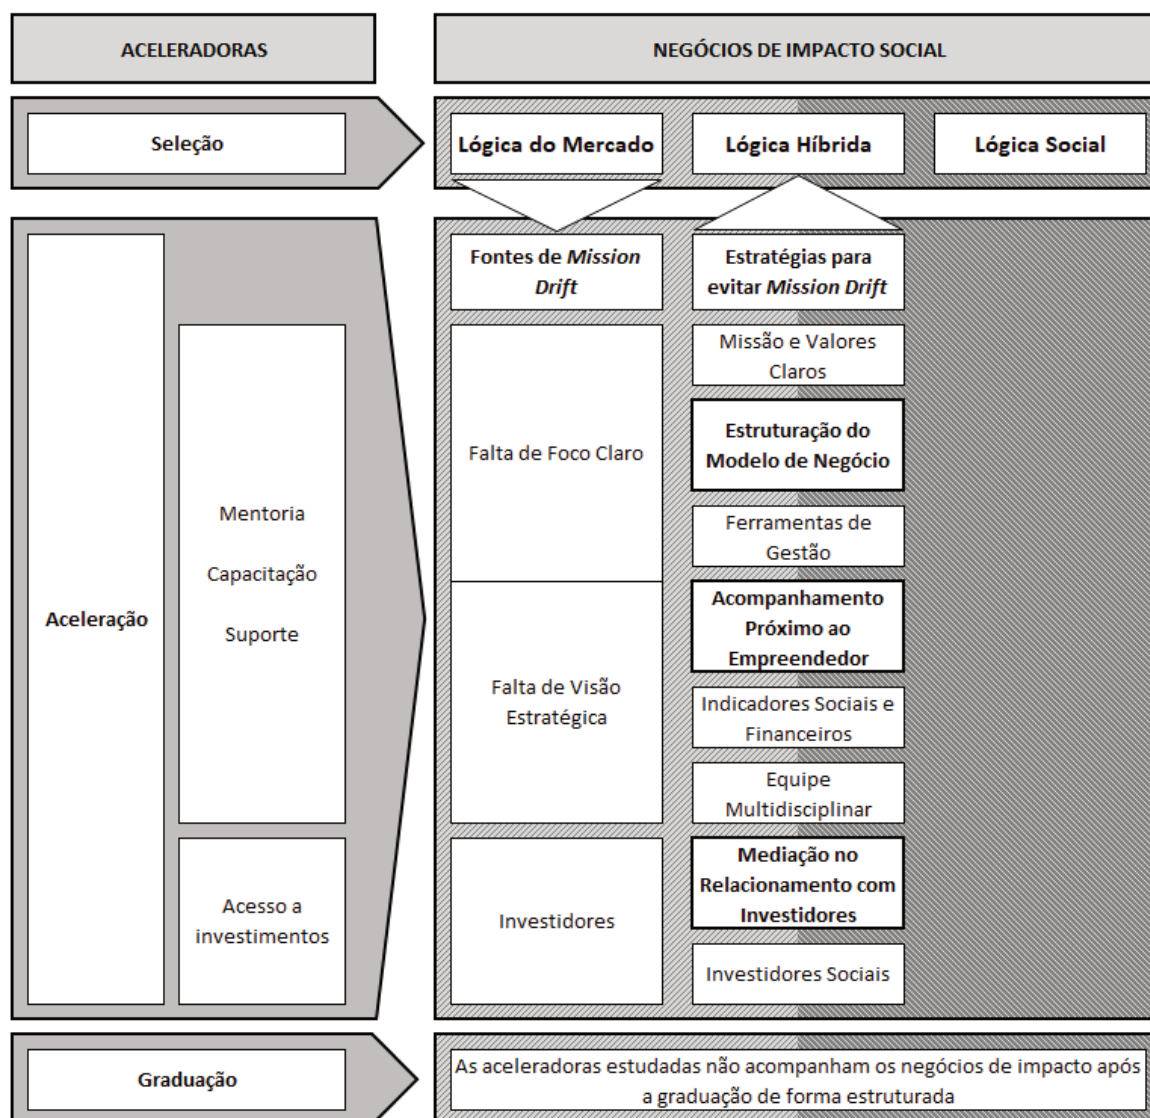 ACELERADORAS
NEGÓCIOS DE IMPACTO SOCIAL
Seleção
Lógica do Mercado
Lógica Híbrida
Lógica Social
Fontes de Mission
Drift
Estratégias para
evitar Mission Drift
Aceleração
Mentoria
Capacitação
Suporte
Acesso a
investimentos
Falta de Foco Claro
Falta de Visão
Estratégica
Investidores
Missão e Valores
Claros
Estruturação do
Modelo de Negócio
Ferramentas de
Gestão
Acompanhamento
Próximo ao
Empreendedor
Indicadores Sociais e
Financeiros
Equipe
Multidisciplinar
Mediação no
Relacionamento com
Investidores
Investidores Sociais
Graduação
As aceleradoras estudadas não acompanham os negócios de impacto após
a graduação de forma estruturada